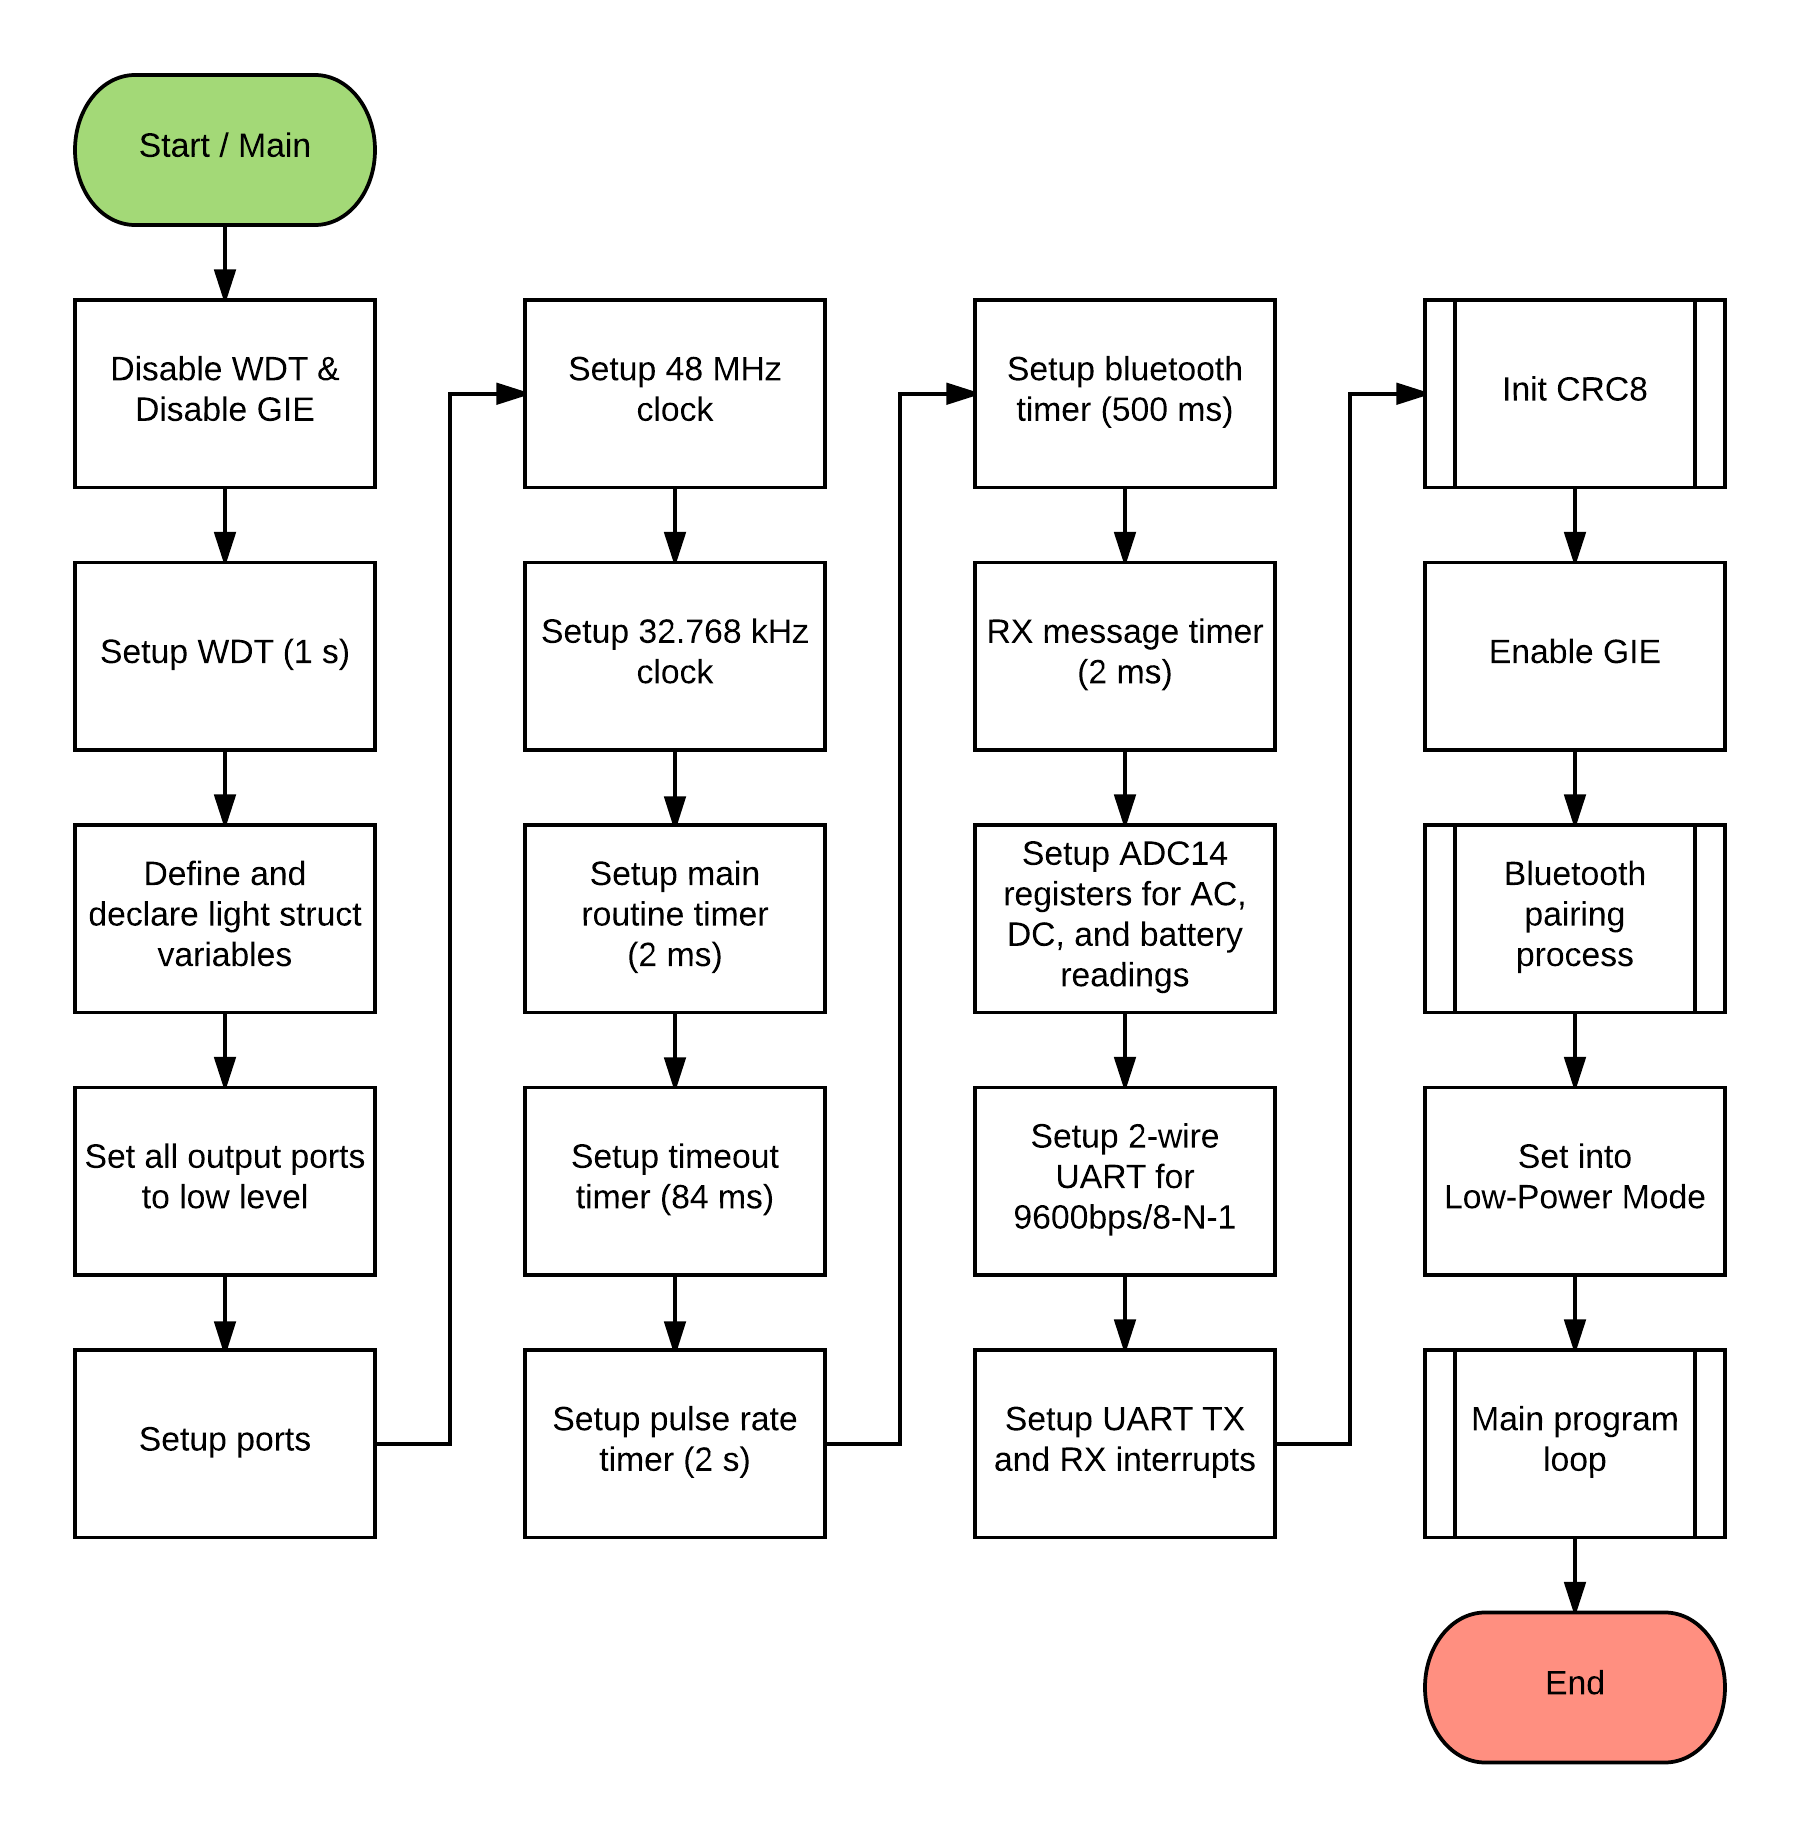 Start / Main
Disable WDT &
Disable GIE
Setup WDT (1 s)
Define and
declare light struct
variables
Set all output ports
to low level
Setup ports
Setup 48 MHz
clock
Setup 32.768 kHz
clock
Setup main
routine timer
(2 ms)
Setup timeout
timer (84 ms)
Setup pulse rate
timer (2 s)
Setup bluetooth
timer (500 ms)
RX message timer
(2 ms)
Setup ADC14
registers for AC,
DC, and battery
readings
Setup 2-wire
UART for
9600bps/8-N-1
Setup UART TX
and RX interrupts
Init CRC8
Enable GIE
Bluetooth
pairing
process
Set into
Low-Power Mode
Main program
loop
End